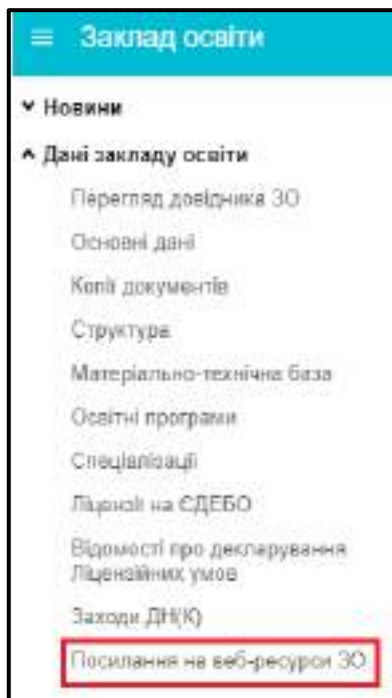 Заклад освіти
Новини
Дані закладу освіти
Перегляд довідника ЗО
Основні дані
Копії документів
Структура
Матеріально-технічна база
Освітні програми
Спеціалізації
Ліцензії на ЄДЕБО
Відомості про декларування
Ліцензійних умов
Заходи ДН(К)
Посилання на веб-ресурси ЗО